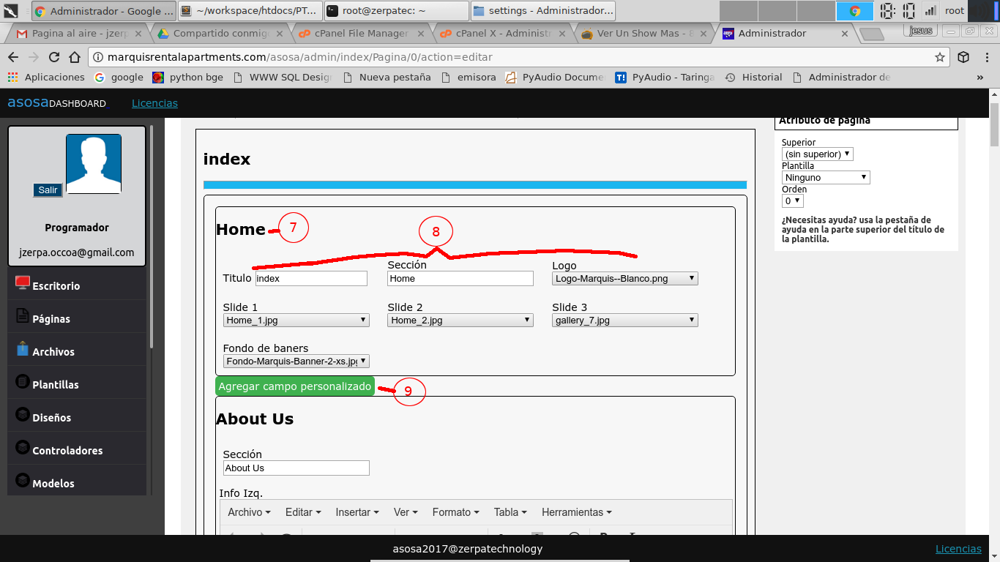 Administrador - Google ...
~/workspace/htdocs/PT...
root@zerpatec: ~
settings - Administrador...
18:10
root
Pagina al aire - jzerp
Compartido conmig
cPanel File Manager
cPanel X - Administr
Ver Un Show Mas - 8
Administrador
jesus
marquisrentalapartments.com/asosa/admin/index/Pagina/0/action=editar
Aplicaciones
google
python bge
WWW SQL Desig
Nueva pestaña
emisora
PyAudio Docume
T!
PyAudio - Taringa
Historial
Administrador de
»
asosaDASHBOARD
Licencias
Salir
Programador
jzerpa.occoa@gmail.com
Escritorio
Páginas
Archivos
Plantillas
Diseños
Controladores
Modelos
index
Home
7
8
Titulo index
Sección
Home
Logo
Logo-Marquis--Blanco.png
Slide 1
Home_1.jpg
Slide 2
Home_2.jpg
Slide 3
gallery_7.jpg
Fondo de baners
Fondo-Marquis-Banner-2-xs.jpg
Agregar campo personalizado
9
About Us
Sección
About Us
Info Izq.
Archivo Editar Insertar Ver Formato Tabla Herramientas
Atributo de pagina
Superior
(sin superior)
Plantilla
Ninguno
Orden
0
¿Necesitas ayuda? usa la pestaña de
ayuda en la parte superior del título de
la plantilla.
asosa2017@zerpatechnology
Licencias